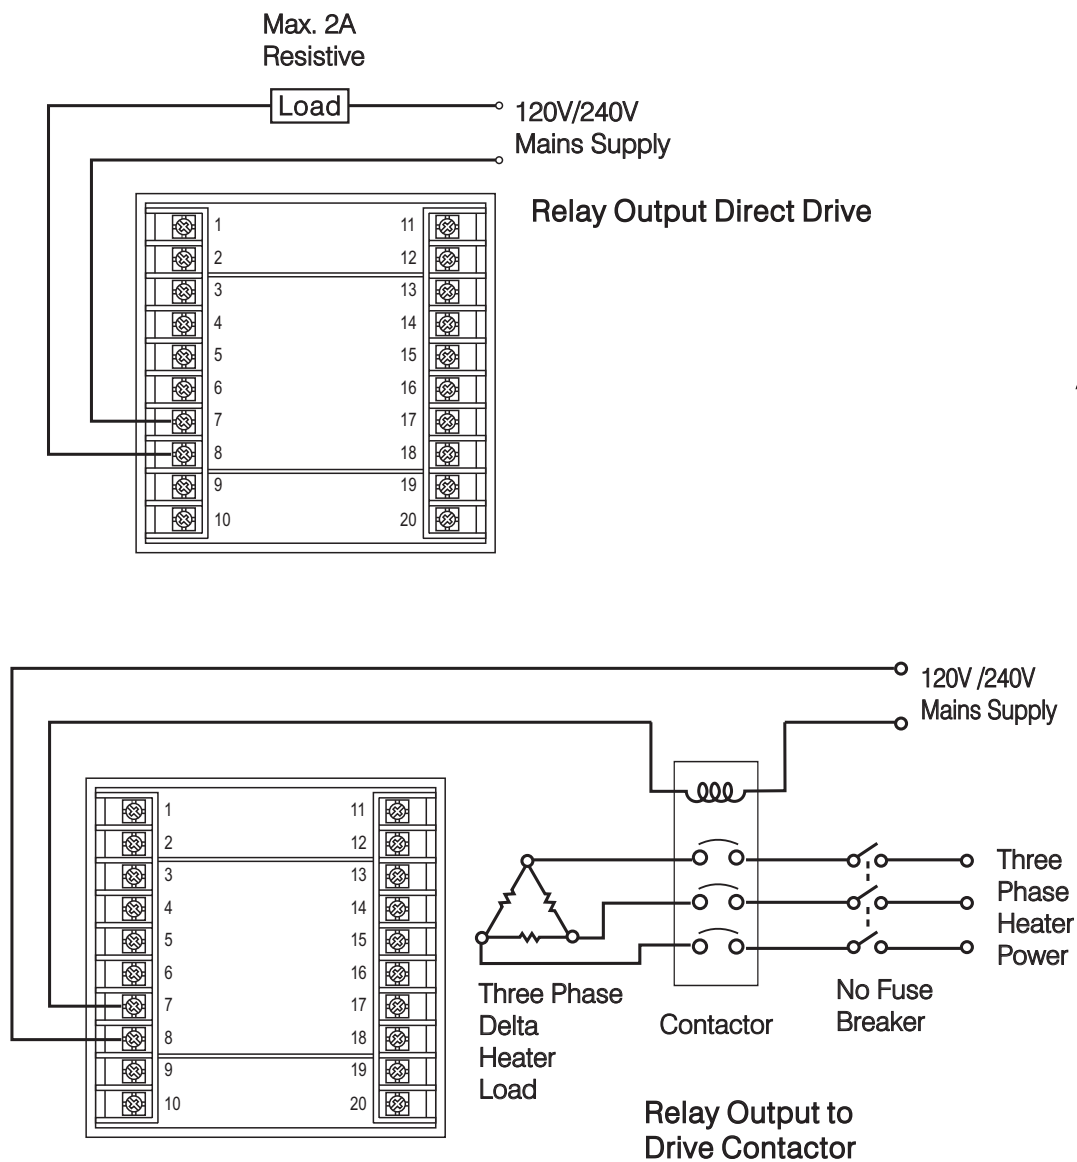 Max. 2A
Resistive
Load
120V/240V
Mains Supply
Relay Output Direct Drive
1 11
2 12
3 13
4 14
5 15
6 16
7 17
8 18
9 19
10 20
120V /240V
Mains Supply
1 11
2 12
3 13
4 14
5 15
6 16
7 17
8 18
9 19
10 20
Three
Phase
Heater
Power
Three Phase
Delta
Heater
Load
Contactor
No Fuse
Breaker
Relay Output to
Drive Contactor